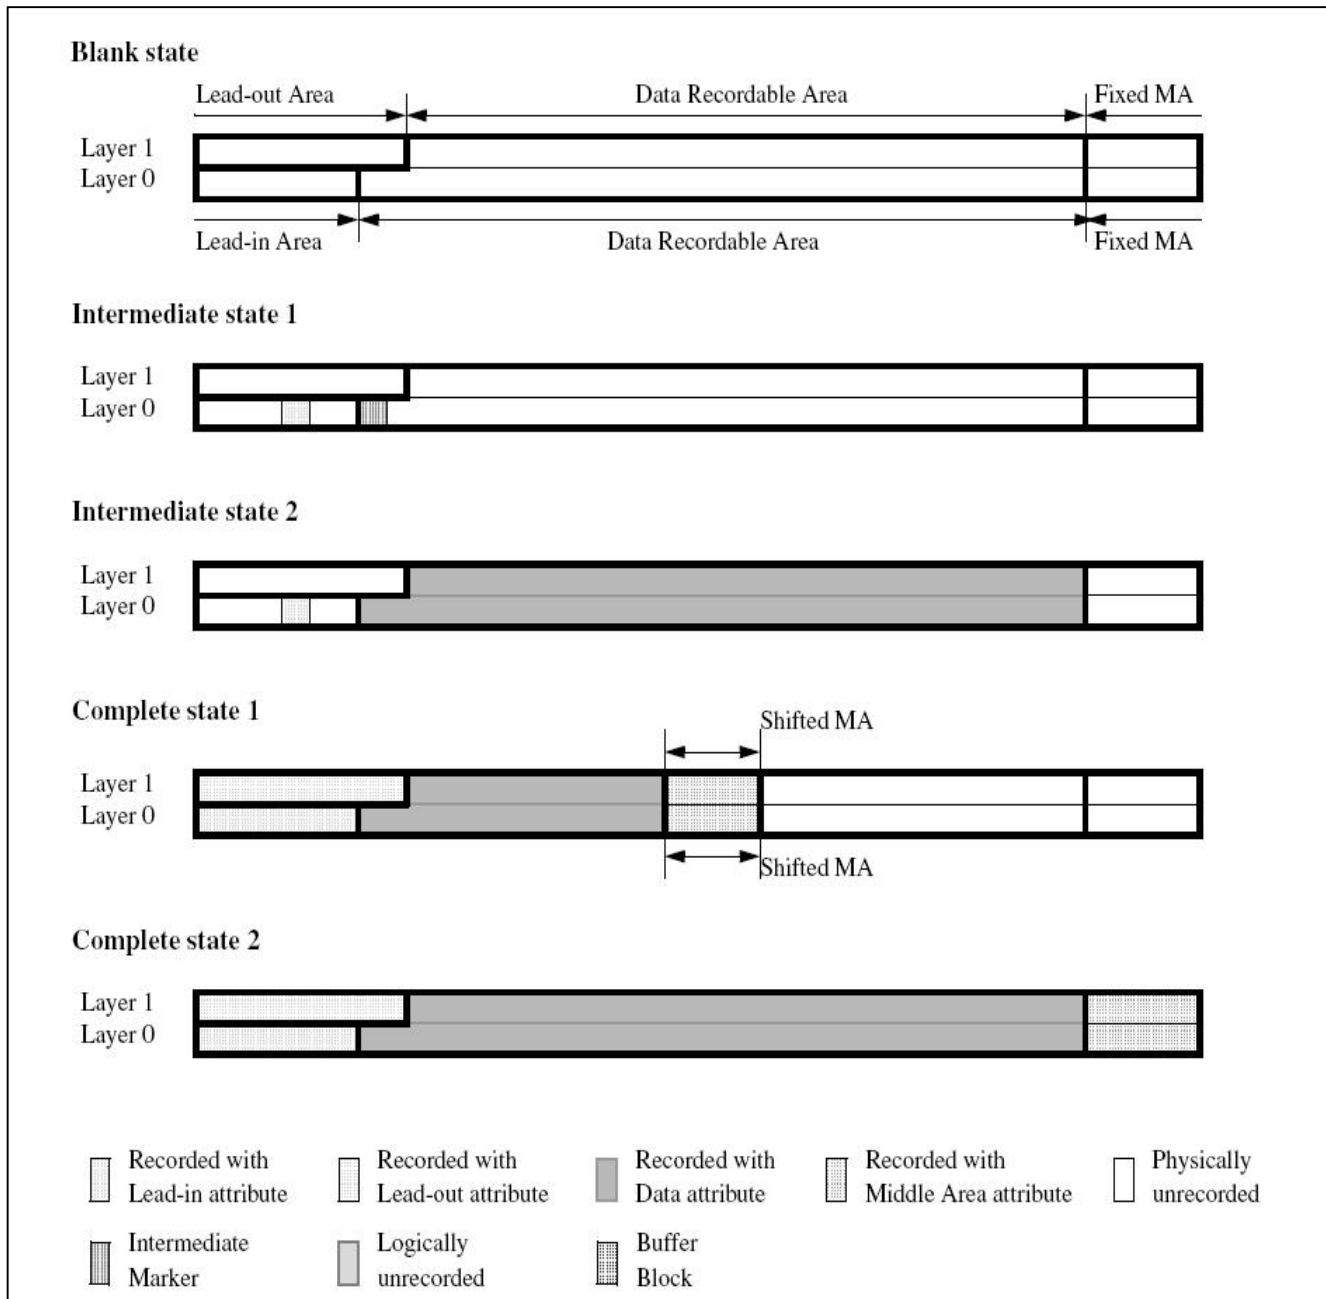 Blank state
Lead-out Area Data Recordable Area Fixed MA
Layer 1
Layer 0
Lead-in Area Data Recordable Area Fixed MA
Intermediate state 1
Layer 1
Layer 0
Intermediate state 2
Layer 1
Layer 0
Complete state 1
Shifted MA
Layer 1
Layer 0
Shifted MA
Complete state 2
Layer 1
Layer 0
Recorded with
Lead-in attribute
Recorded with
Lead-out attribute
Recorded with
Data attribute
Recorded with
Middle Area attribute
Physically
unrecorded
Intermediate
Marker
Logically
unrecorded
Buffer
Block